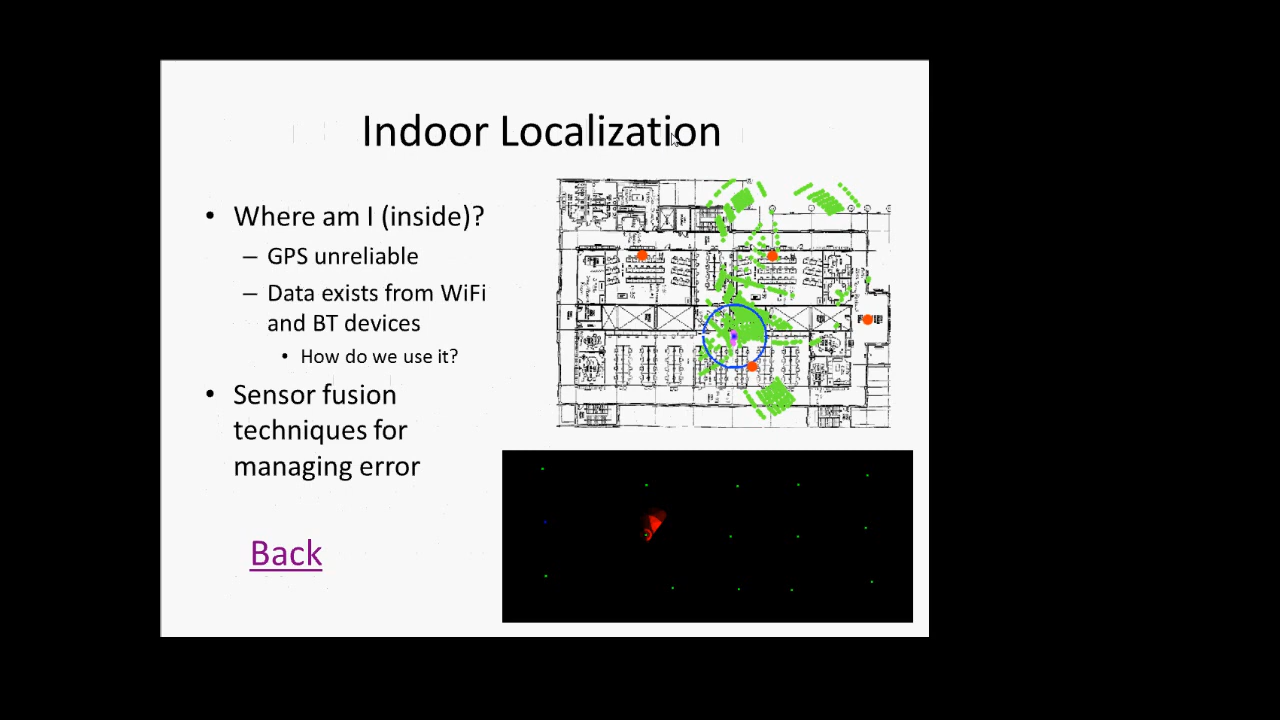 Indoor Localization
• Where am I (inside)?
– GPS unreliable
– Data exists from WiFi
and BT devices
• How do we use it?
• Sensor fusion
techniques for
managing error
Back